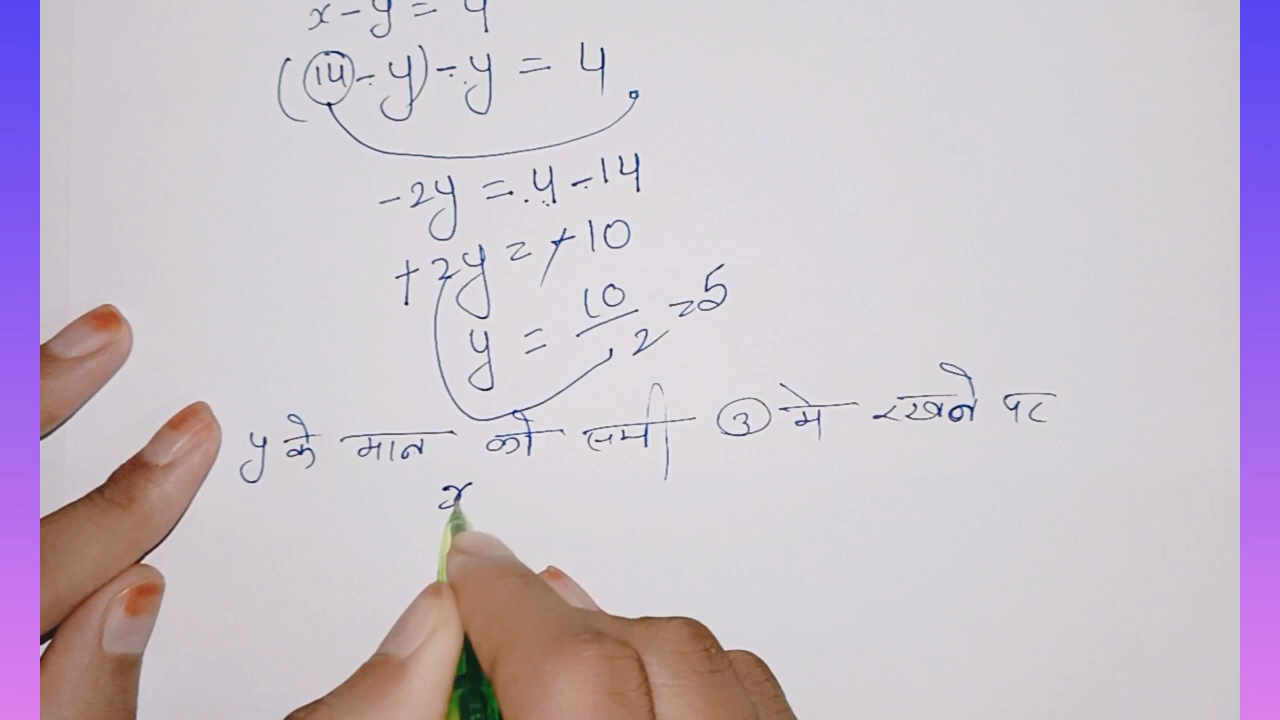 x - y = 4
(14 - y) - y = 4
-2y = 4 - 14
+2y = +10
y = 10/2 = 5
y के मान को समी ③ मे रखने पर
x